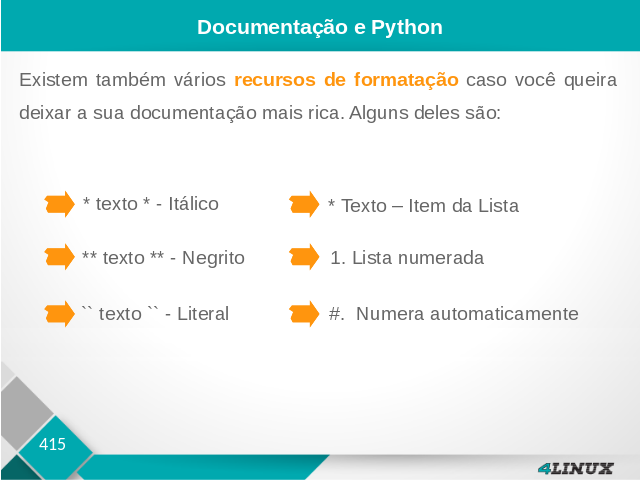 Documentação e Python
Existem também vários recursos de formatação caso você queira
deixar a sua documentação mais rica. Alguns deles são:
* texto * - Itálico
* Texto – Item da Lista
** texto ** - Negrito
1. Lista numerada
`` texto `` - Literal
#.  Numera automaticamente
415
4LINUX